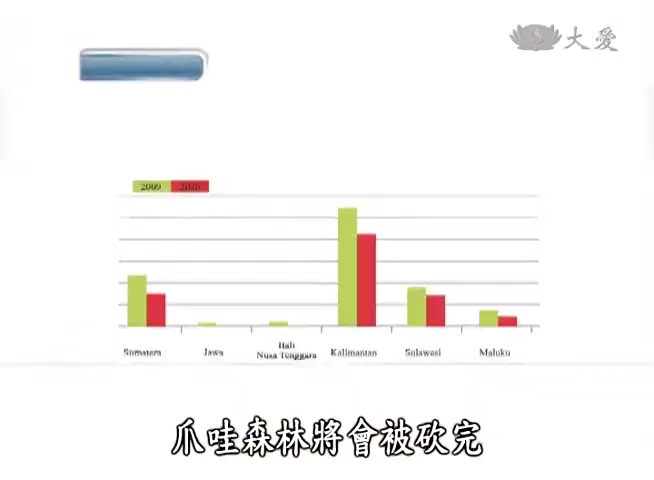 大愛
2009 2020
Bali
Sumatera Jawa Nusa Tenggara Kalimantan Sulawesi Maluku
爪哇森林將會被砍完